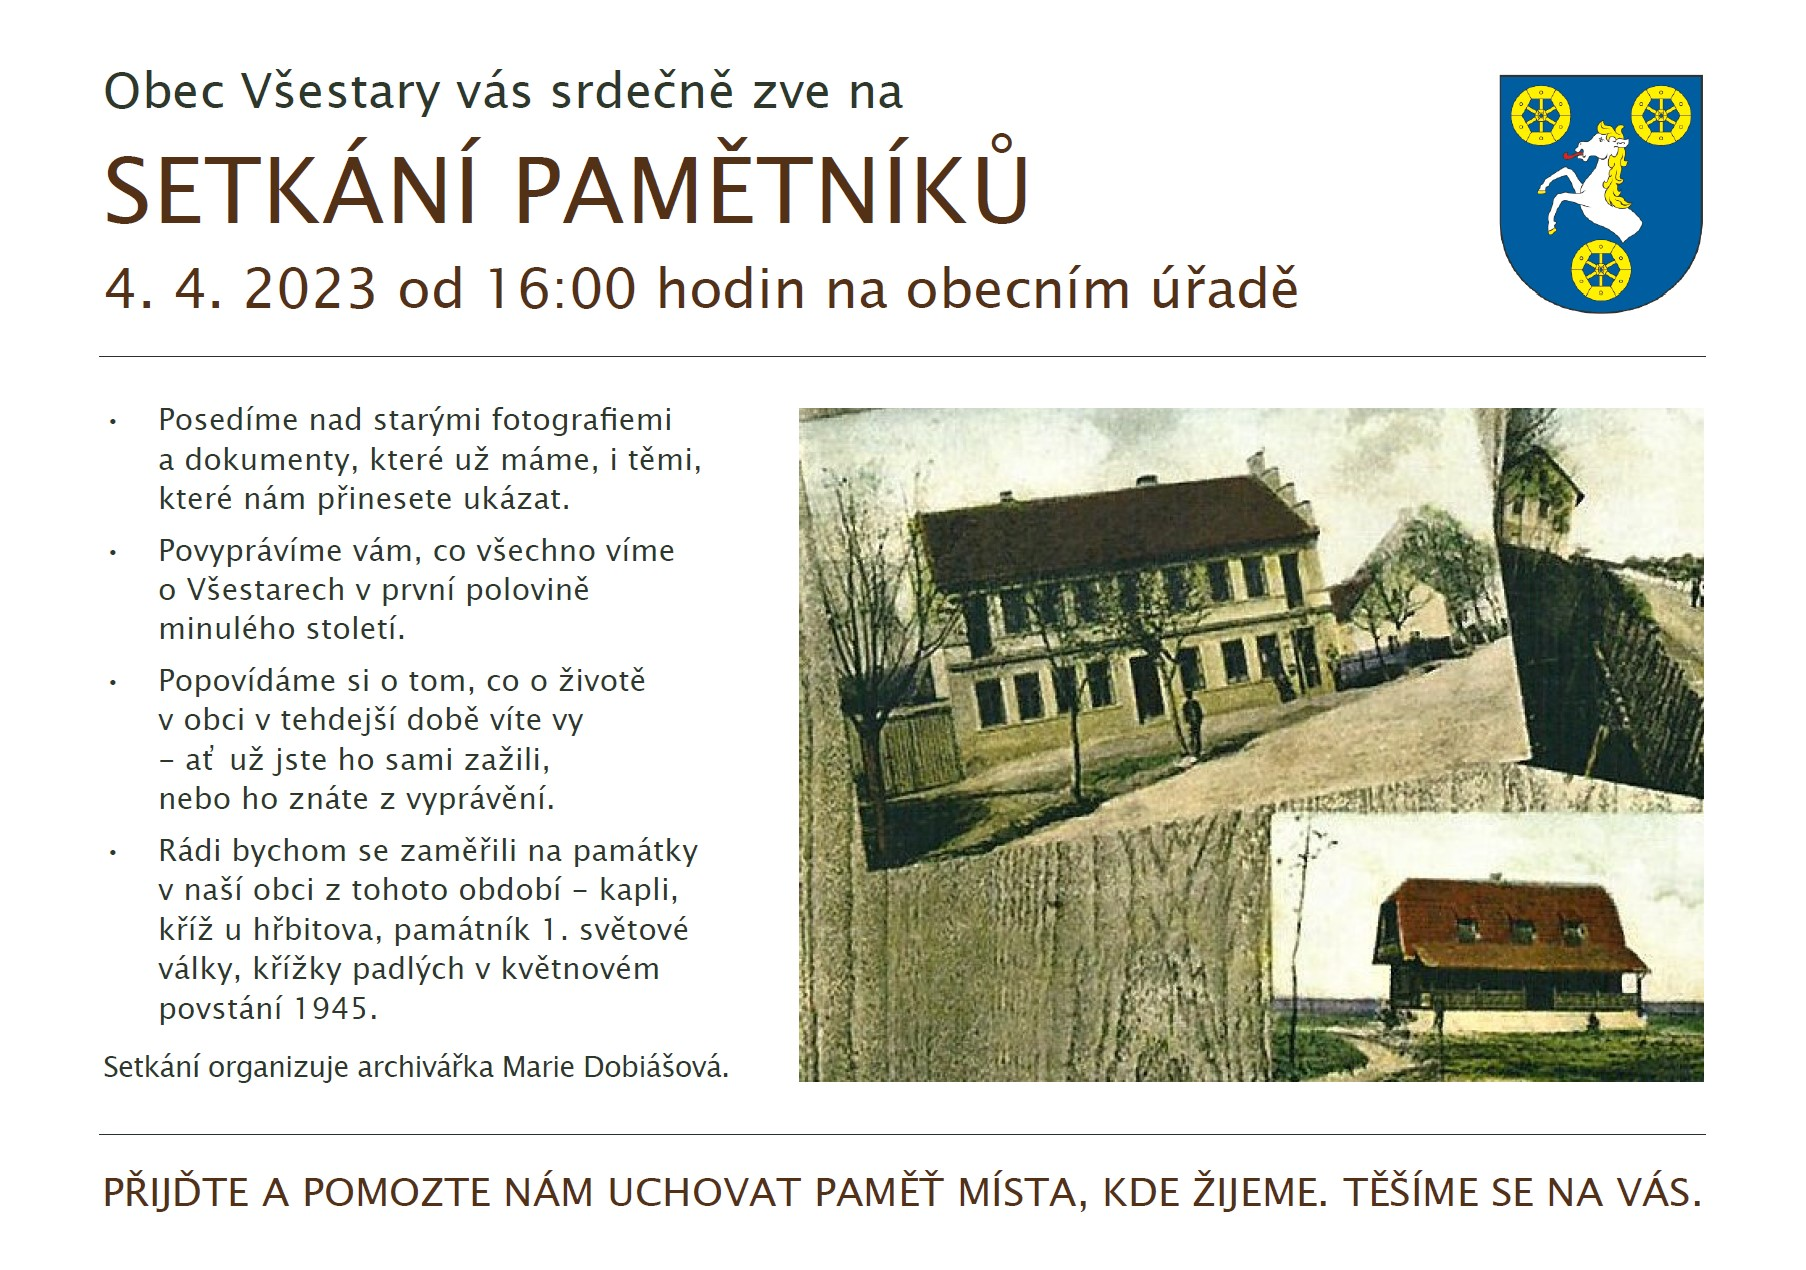 Obec Všestary vás srdečně zve na
SETKÁNÍ PAMĚTNÍKŮ
4. 4. 2023 od 16:00 hodin na obecním úřadě
• Posedíme nad starými fotografiemi
a dokumenty, které už máme, i těmi,
které nám přinesete ukázat.
• Povyprávíme vám, co všechno víme
o Všestarech v první polovině
minulého století.
• Popovídáme si o tom, co o životě
v obci v tehdejší době víte vy
– ať už jste ho sami zažili,
nebo ho znáte z vyprávění.
• Rádi bychom se zaměřili na památky
v naší obci z tohoto období – kapli,
kříž u hřbitova, památník 1. světové
války, křížky padlých v květnovém
povstání 1945.
Setkání organizuje archivářka Marie Dobiášová.
PŘIJĎTE A POMOZTE NÁM UCHOVAT PAMĚŤ MÍSTA, KDE ŽIJEME. TĚŠÍME SE NA VÁS.